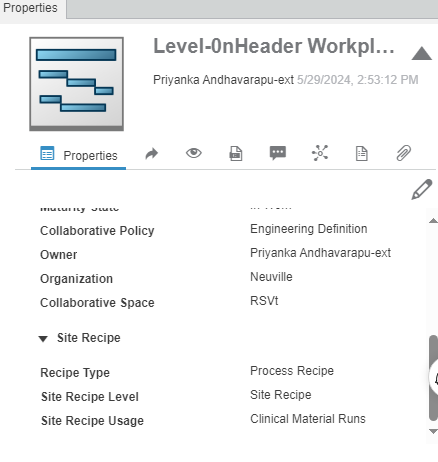 Properties
Level-0nHeader Workpl...
Priyanka Andhavarapu-ext 5/29/2024, 2:53:12 PM
Properties
Collaborative Policy Engineering Definition
Owner Priyanka Andhavarapu-ext
Organization Neuville
Collaborative Space RSVt
Site Recipe
Recipe Type Process Recipe
Site Recipe Level Site Recipe
Site Recipe Usage Clinical Material Runs